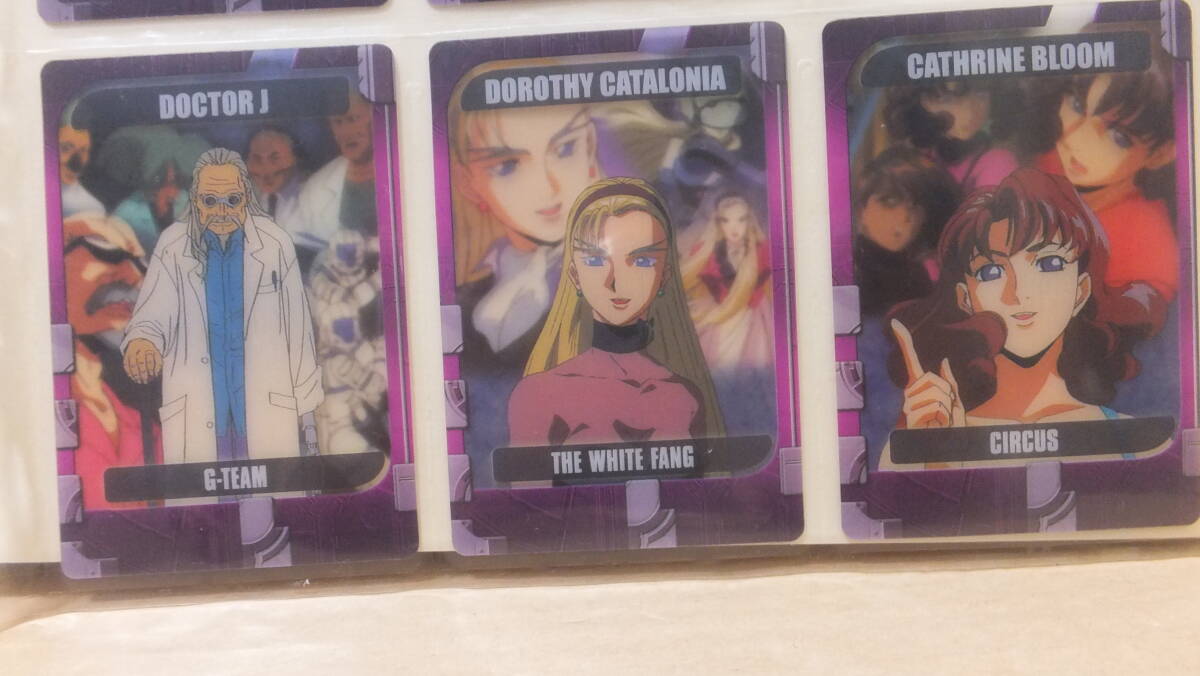 DOCTOR J
G-TEAM
DOROTHY CATALONIA
THE WHITE FANG
CATHRINE BLOOM
CIRCUS